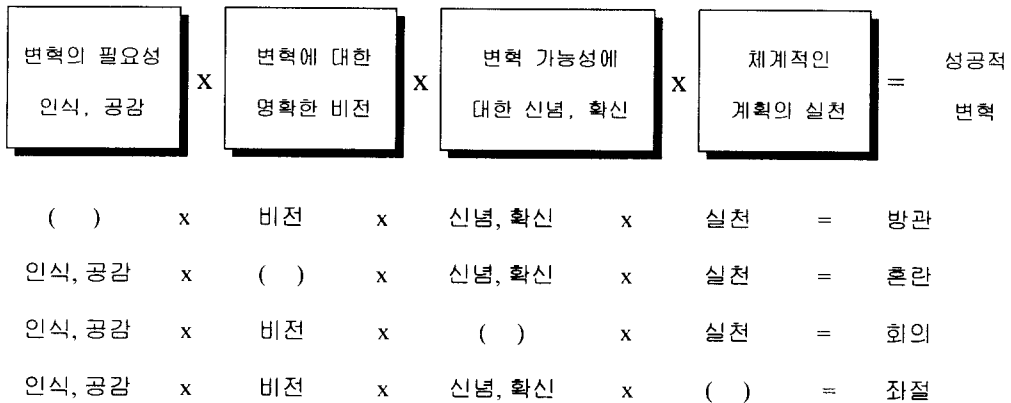 변혁의 필요성 변혁에 대한 변혁 가능성에 체계적인 성공적
x x x =
인식, 공감 명확한 비전 대한 신념, 확신 계획의 실천 변혁
( ) x 비전 x 신념, 확신 x 실천 = 방관
인식, 공감 x ( ) x 신념, 확신 x 실천 = 혼란
인식, 공감 x 비전 x ( ) x 실천 = 회의
인식, 공감 x 비전 x 신념, 확신 x ( ) = 좌절